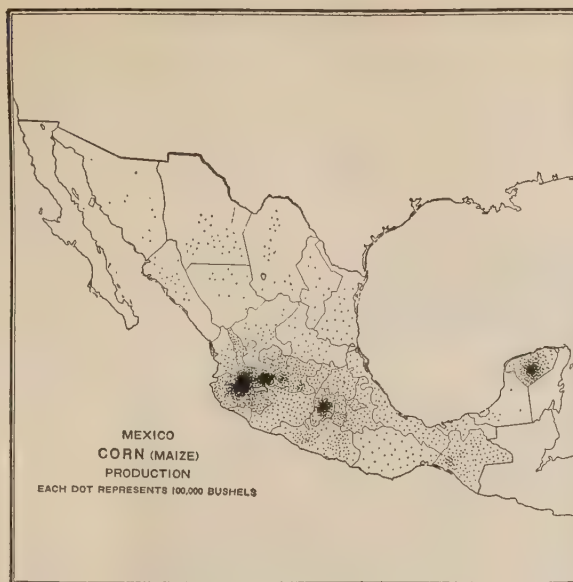 MEXICO
CORN (MAIZE)
PRODUCTION
EACH DOT REPRESENTS 100,000 BUSHELS